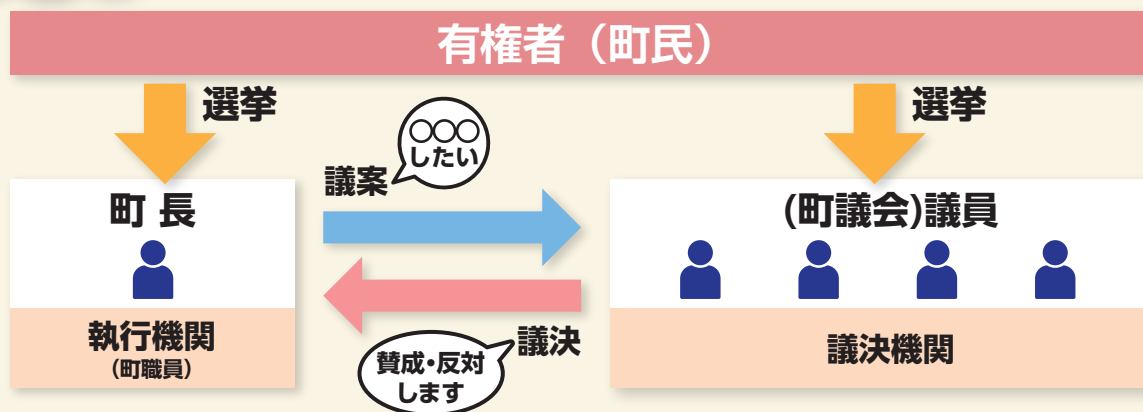 有権者（町民）
選挙
選挙
○○○
したい
議案
町 長
(町議会)議員
執行機関
(町職員)
議決機関
議決
賛成・反対
します